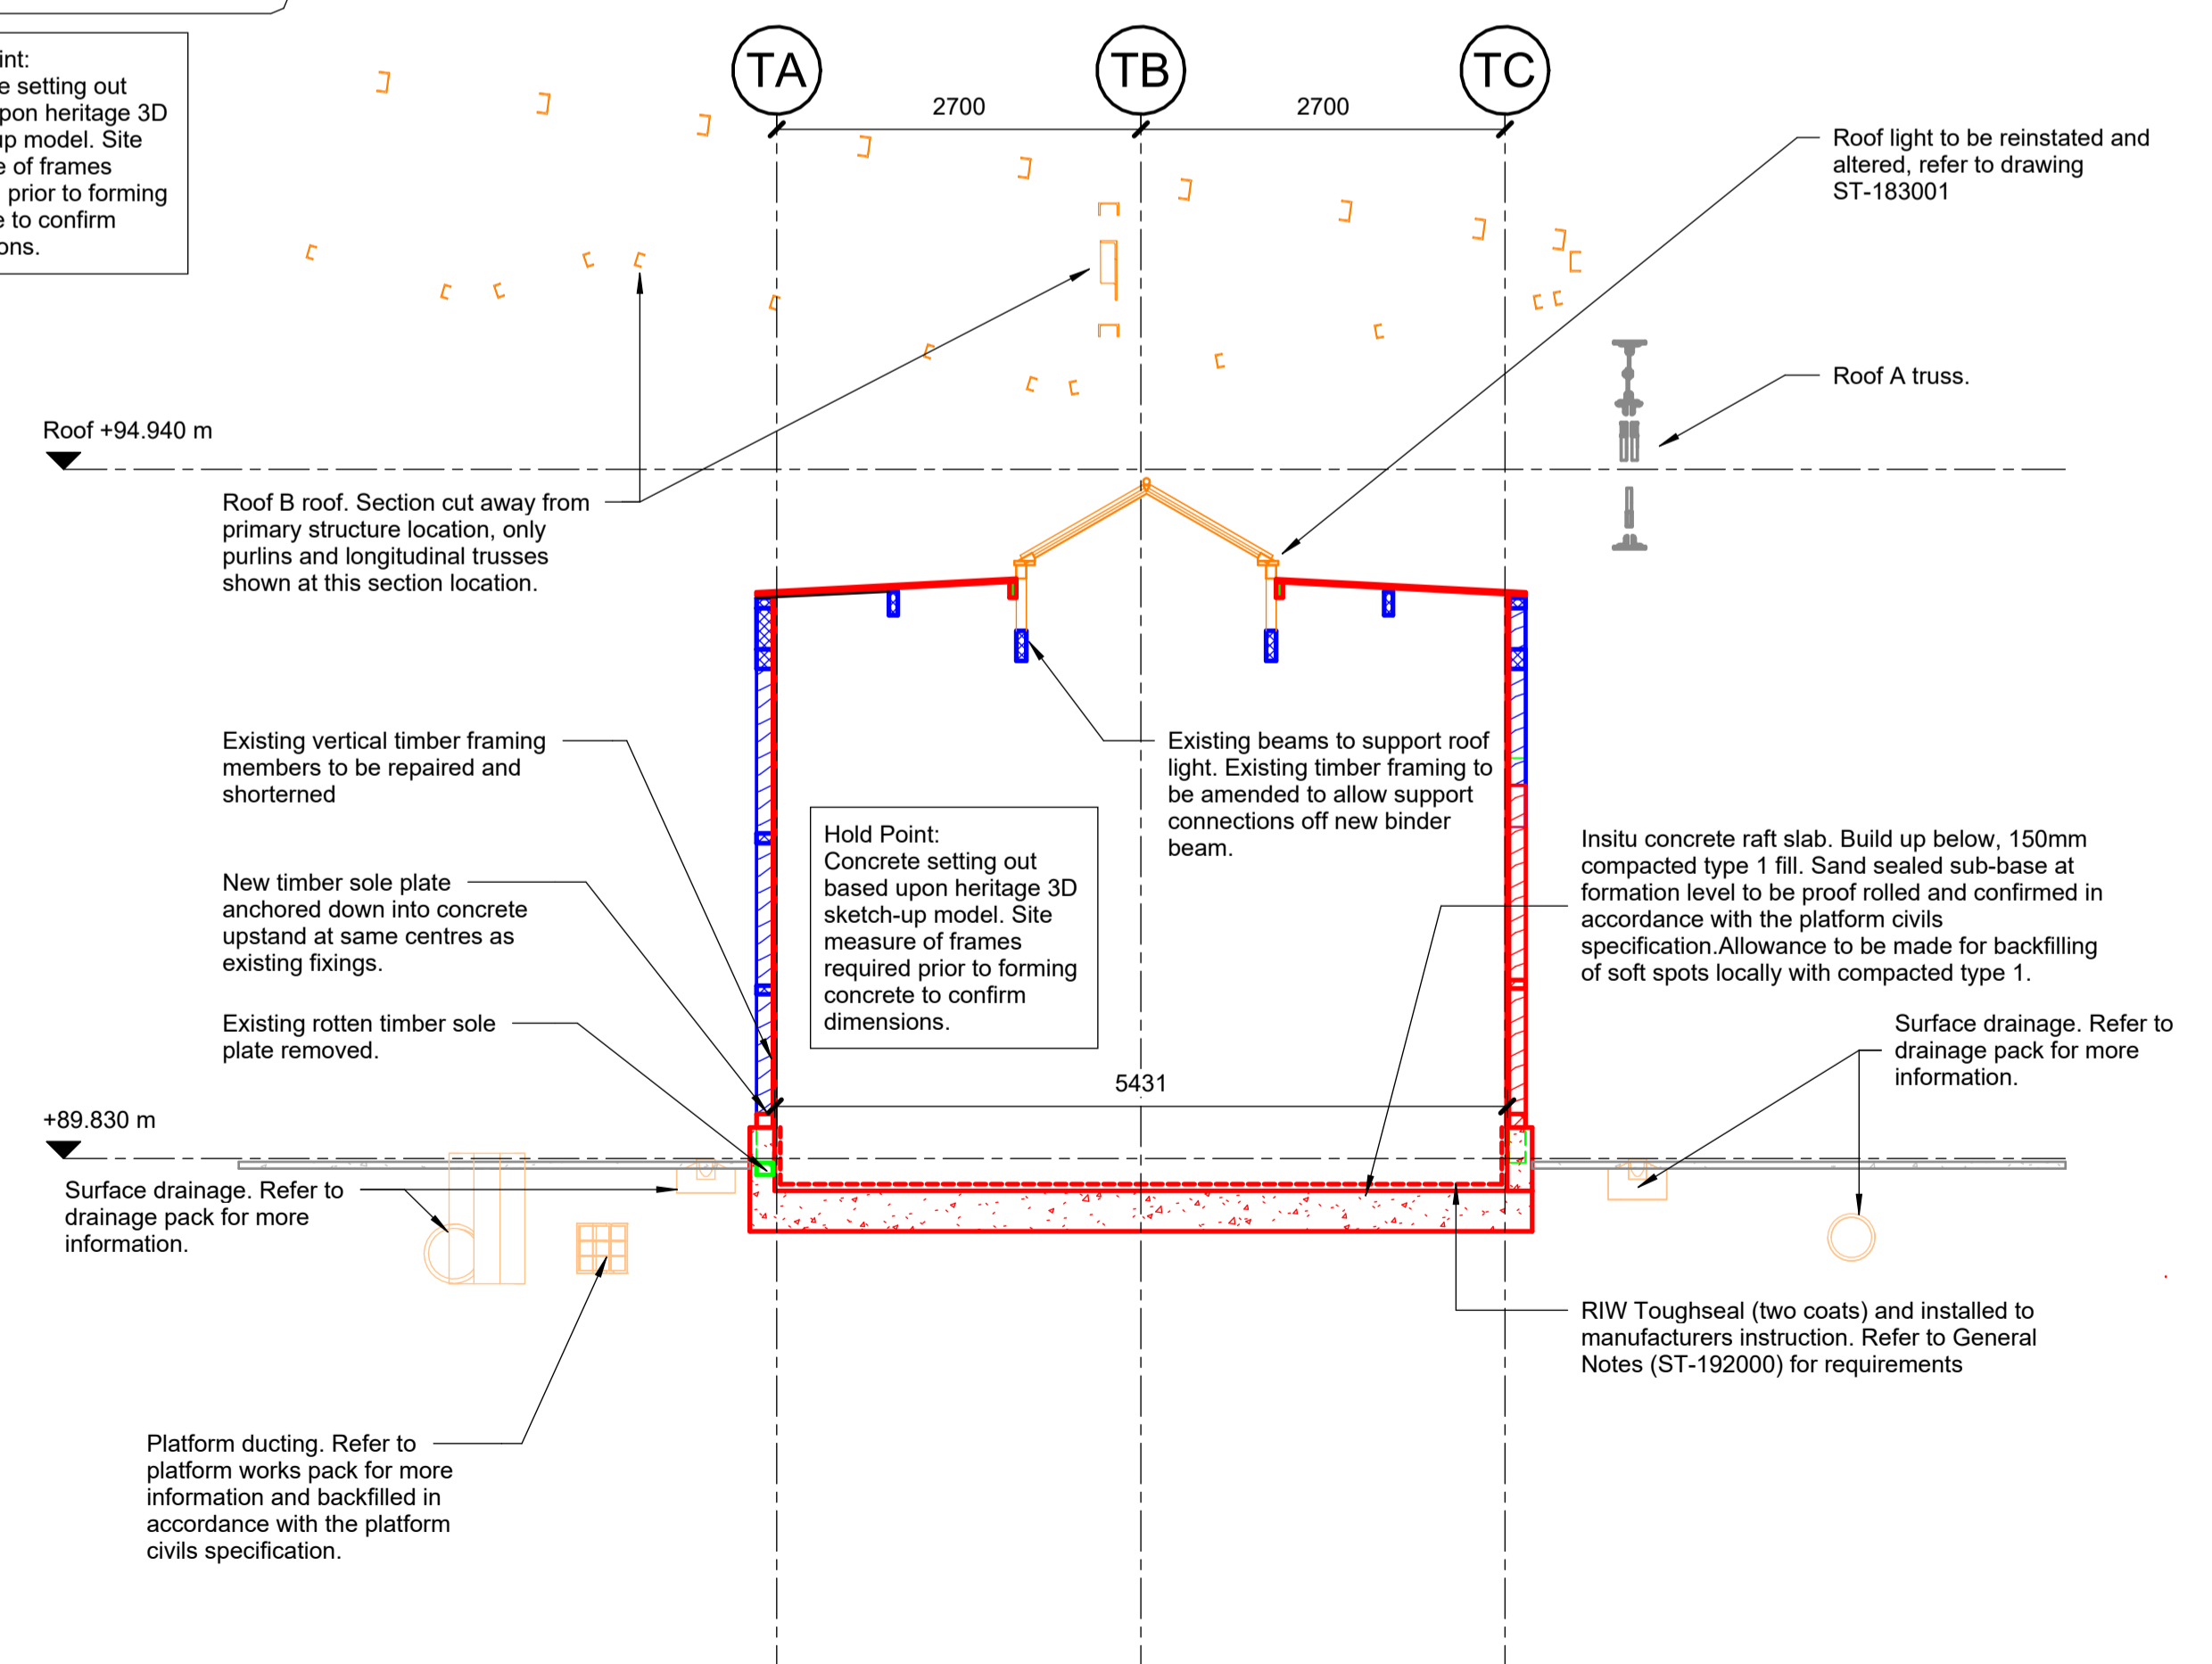 int:
e setting out
pon heritage 3D
up model. Site
e of frames
prior to forming
e to confirm
ons.
TA
TB
TC
2700
2700
Roof light to be reinstated and
altered, refer to drawing
ST-183001
Roof A truss.
Roof +94.940 m
Roof B roof. Section cut away from
primary structure location, only
purlins and longitudinal trusses
shown at this section location.
Existing vertical timber framing
members to be repaired and
shorterned
Existing beams to support roof
light. Existing timber framing to
be amended to allow support
connections off new binder
beam.
Hold Point:
Concrete setting out
based upon heritage 3D
sketch-up model. Site
measure of frames
required prior to forming
concrete to confirm
dimensions.
Insitu concrete raft slab. Build up below, 150mm
compacted type 1 fill. Sand sealed sub-base at
formation level to be proof rolled and confirmed in
accordance with the platform civils
specification.Allowance to be made for backfilling
of soft spots locally with compacted type 1.
New timber sole plate
anchored down into concrete
upstand at same centres as
existing fixings.
Existing rotten timber sole
plate removed.
Surface drainage. Refer to
drainage pack for more
information.
5431
+89.830 m
Surface drainage. Refer to
drainage pack for more
information.
RIW Toughseal (two coats) and installed to
manufacturers instruction. Refer to General
Notes (ST-192000) for requirements
Platform ducting. Refer to
platform works pack for more
information and backfilled in
accordance with the platform
civils specification.